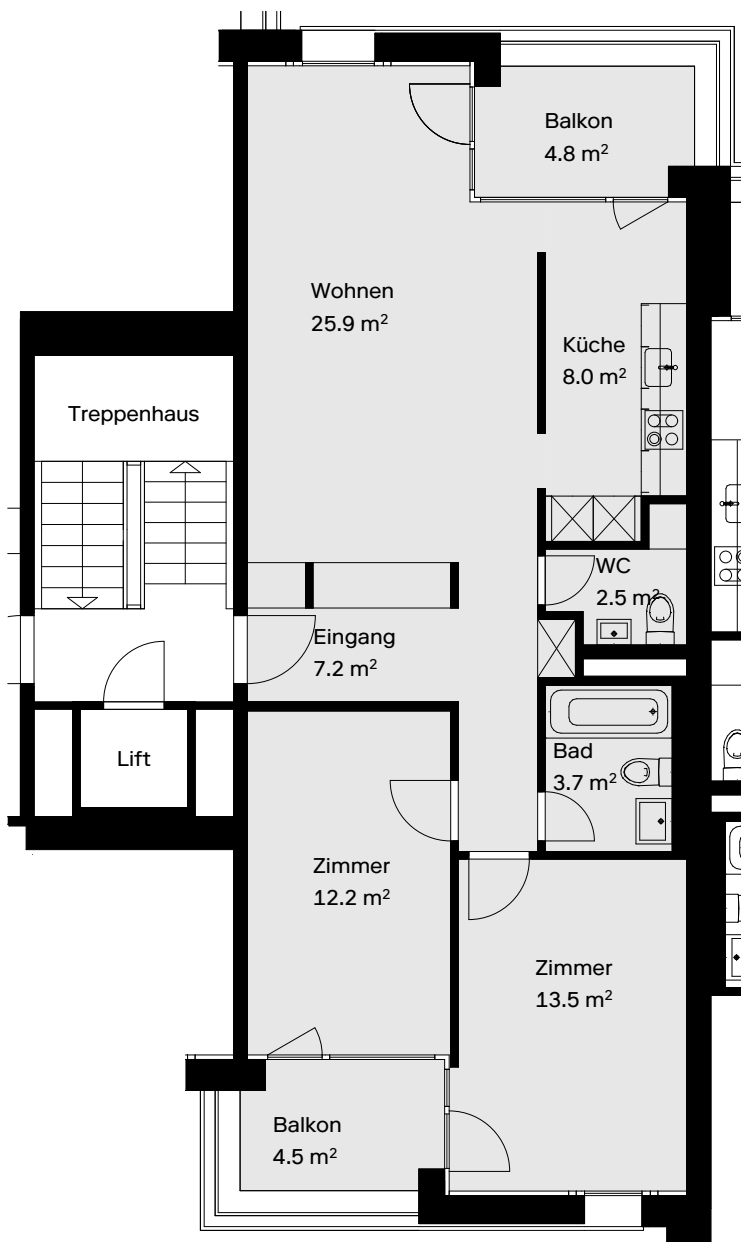 Balkon
4.8 m²
Wohnen
25.9 m²
Küche
8.0 m²
Treppenhaus
WC
2.5 m²
Eingang
7.2 m²
Lift
Bad
3.7 m²
Zimmer
12.2 m²
Zimmer
13.5 m²
Balkon
4.5 m²